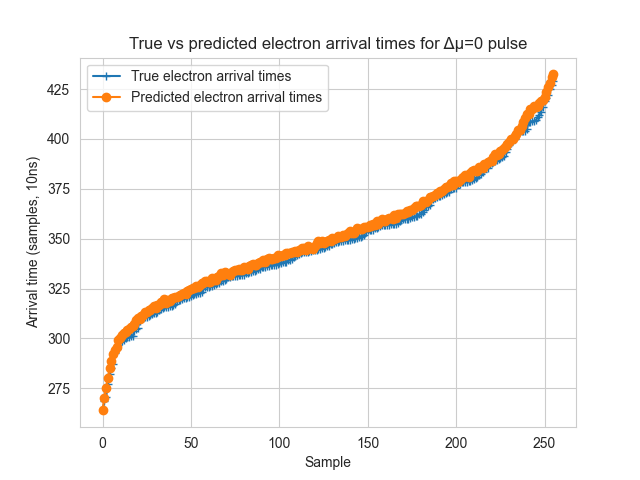 True vs predicted electron arrival times for Δμ=0 pulse
True electron arrival times
Predicted electron arrival times
Arrival time (samples, 10ns)
425
400
375
350
325
300
275
0
50
100
150
200
250
Sample